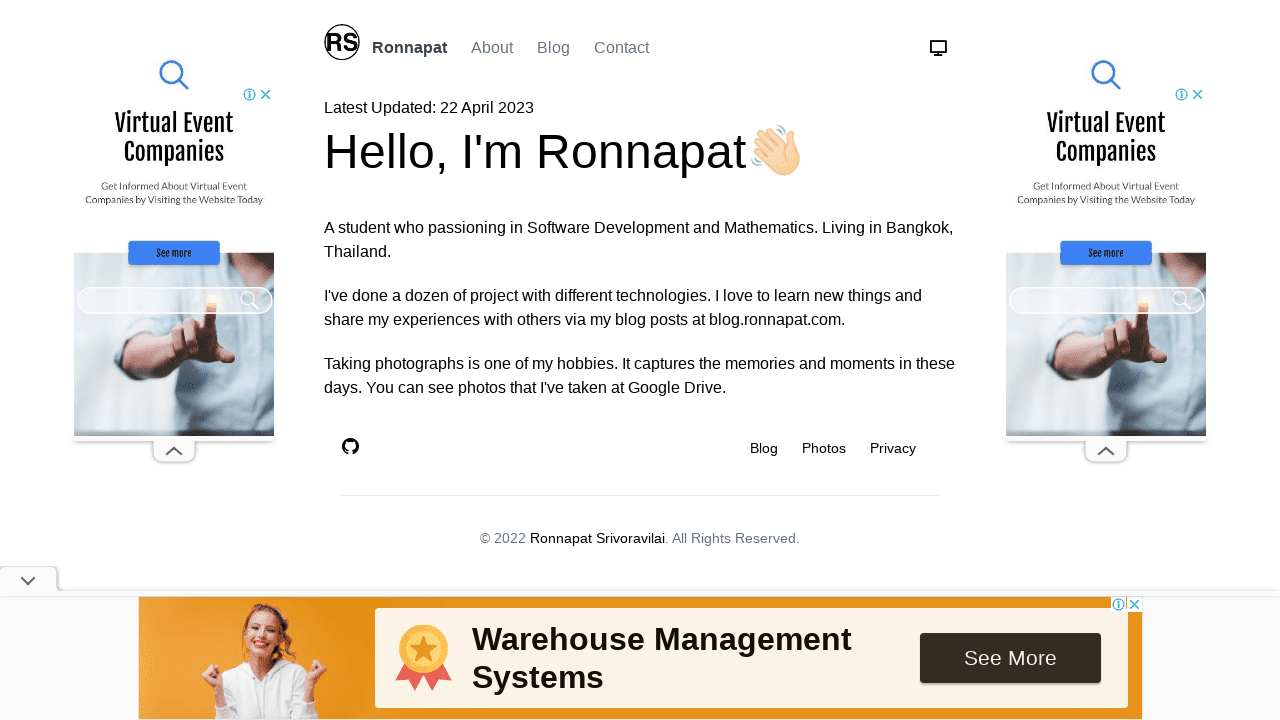 RS Ronnapat About Blog Contact
Latest Updated: 22 April 2023
Hello, I'm Ronnapat
A student who passioning in Software Development and Mathematics. Living in Bangkok,
Thailand.
I've done a dozen of project with different technologies. I love to learn new things and
share my experiences with others via my blog posts at blog.ronnapat.com.
Taking photographs is one of my hobbies. It captures the memories and moments in these
days. You can see photos that I've taken at Google Drive.
Blog Photos Privacy
© 2022 Ronnapat Srivoravilai. All Rights Reserved.
Virtual Event
Companies
Get Informed About Virtual Event
Companies by Visiting the Website Today
See more
Virtual Event
Companies
Get Informed About Virtual Event
Companies by Visiting the Website Today
See more
Warehouse Management
Systems
See More